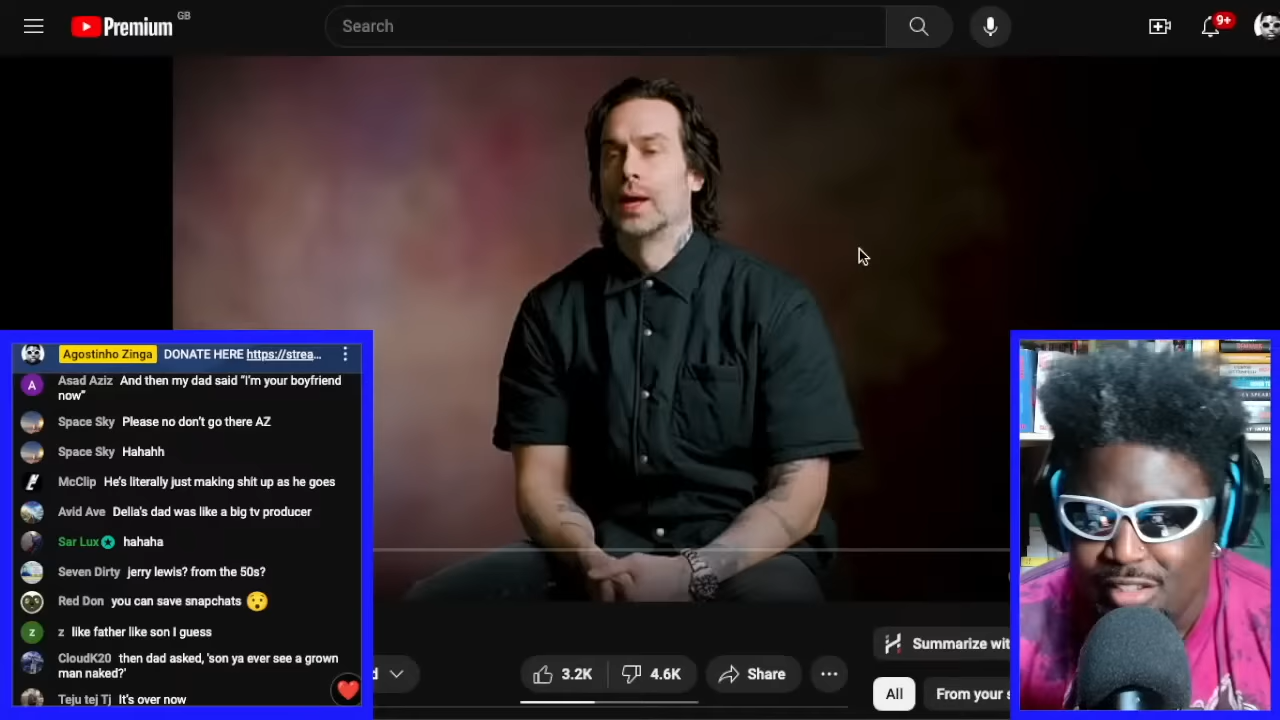 Premium GB
Search
9+
Agostinho Zinga DONATE HERE https://strea...
A Asad Aziz And then my dad said “I'm your boyfriend
now”
Space Sky Please no don’t go there AZ
Space Sky Hahahh
McClip He's literally just making shit up as he goes
Avid Ave Delia's dad was like a big tv producer
Sar Lux hahaha
Seven Dirty jerry lewis? from the 50s?
Red Don you can save snapchats
z z like father like son I guess
CloudK20 then dad asked, 'son ya ever see a grown
man naked?'
Teju tej Tj It's over now
d
3.2K
4.6K
Share
Summarize wit
All
From your s